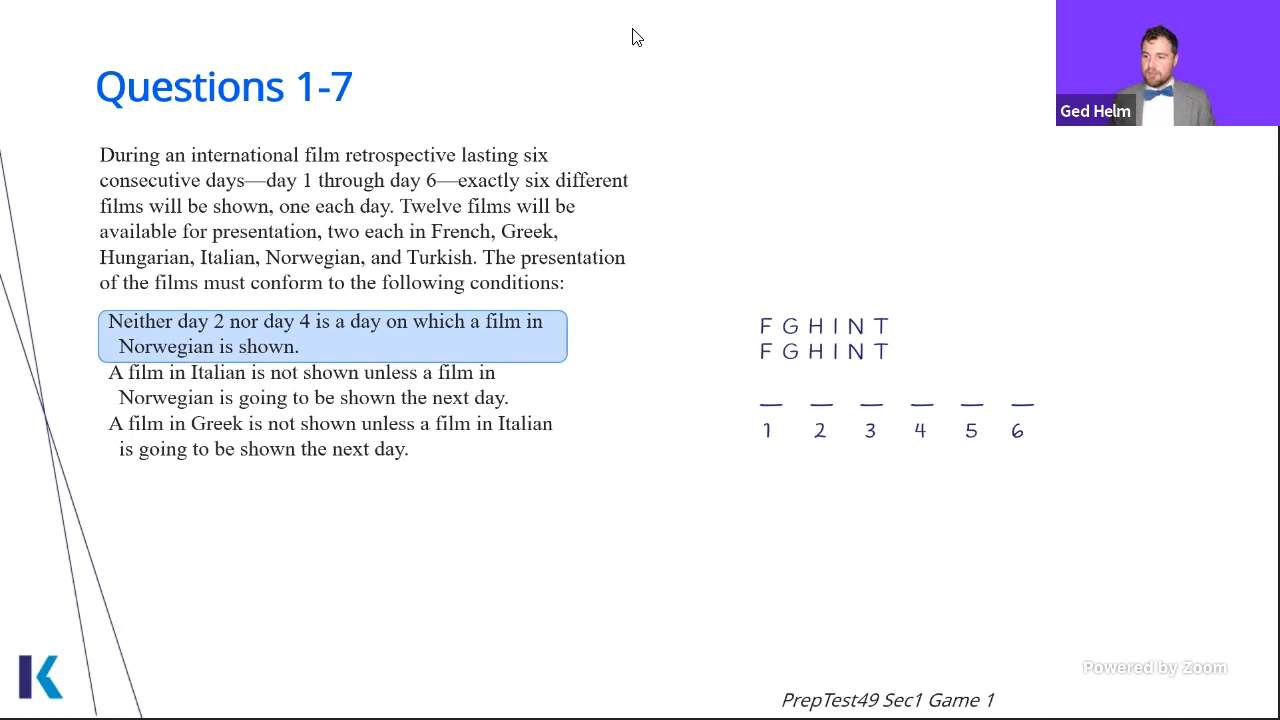 Questions 1-7
Ged Helm
During an international film retrospective lasting six
consecutive days—day 1 through day 6—exactly six different
films will be shown, one each day. Twelve films will be
available for presentation, two each in French, Greek,
Hungarian, Italian, Norwegian, and Turkish. The presentation
of the films must conform to the following conditions:
Neither day 2 nor day 4 is a day on which a film in
Norwegian is shown.
A film in Italian is not shown unless a film in
Norwegian is going to be shown the next day.
A film in Greek is not shown unless a film in Italian
is going to be shown the next day.
F G H I N T
F G H I N T
1 2 3 4 5 6
K
Powered by Zoom
PrepTest49 Sec1 Game 1